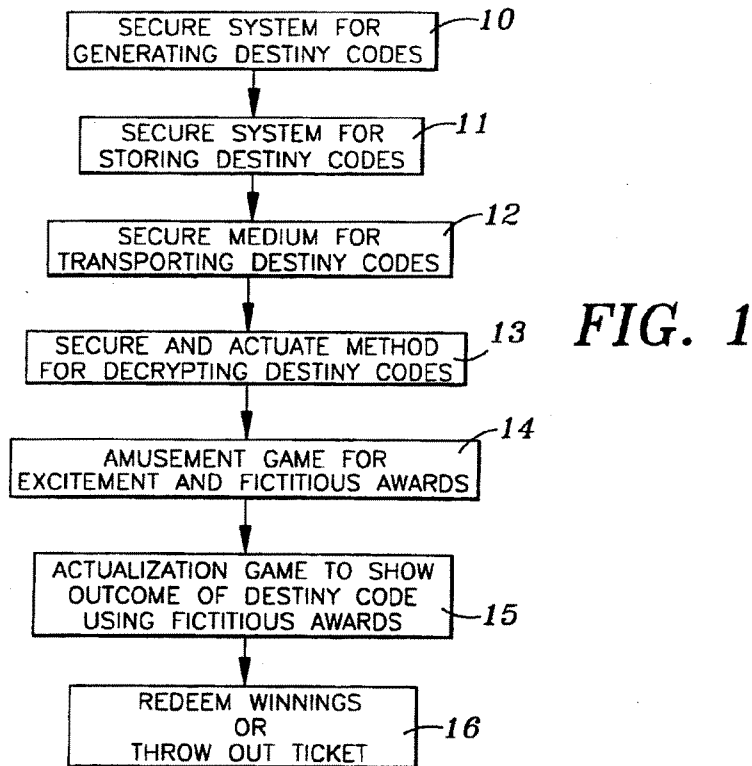 SECURE SYSTEM FOR
GENERATING DESTINY CODES
10
SECURE SYSTEM FOR
STORING DESTINY CODES
11
SECURE MEDIUM FOR
TRANSPORTING DESTINY CODES
12
SECURE AND ACTUATE METHOD
FOR DECRYPTING DESTINY CODES
13
FIG. 1
AMUSEMENT GAME FOR
EXCITEMENT AND FICTITIOUS AWARDS
14
ACTUALIZATION GAME TO SHOW
OUTCOME OF DESTINY CODE
USING FICTITIOUS AWARDS
15
REDEEM WINNINGS
OR
THROW OUT TICKET
16